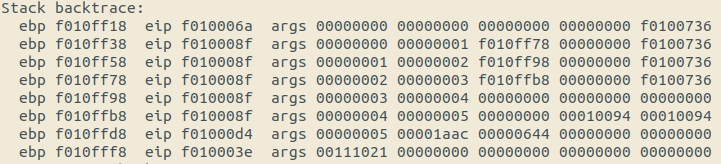 Stack backtrace:
  ebp f010ff18  eip f010006a  args 00000000 00000000 00000000 00000000 f0100736
  ebp f010ff38  eip f010008f  args 00000000 00000001 f010ff78 00000000 f0100736
  ebp f010ff58  eip f010008f  args 00000001 00000002 f010ff98 00000000 f0100736
  ebp f010ff78  eip f010008f  args 00000002 00000003 f010ffb8 00000000 f0100736
  ebp f010ff98  eip f010008f  args 00000003 00000004 00000000 00000000 00000000
  ebp f010ffb8  eip f010008f  args 00000004 00000005 00000000 00010094 00010094
  ebp f010ffd8  eip f01000d4  args 00000005 00001aac 00000644 00000000 00000000
  ebp f010fff8  eip f010003e  args 00111021 00000000 00000000 00000000 00000000